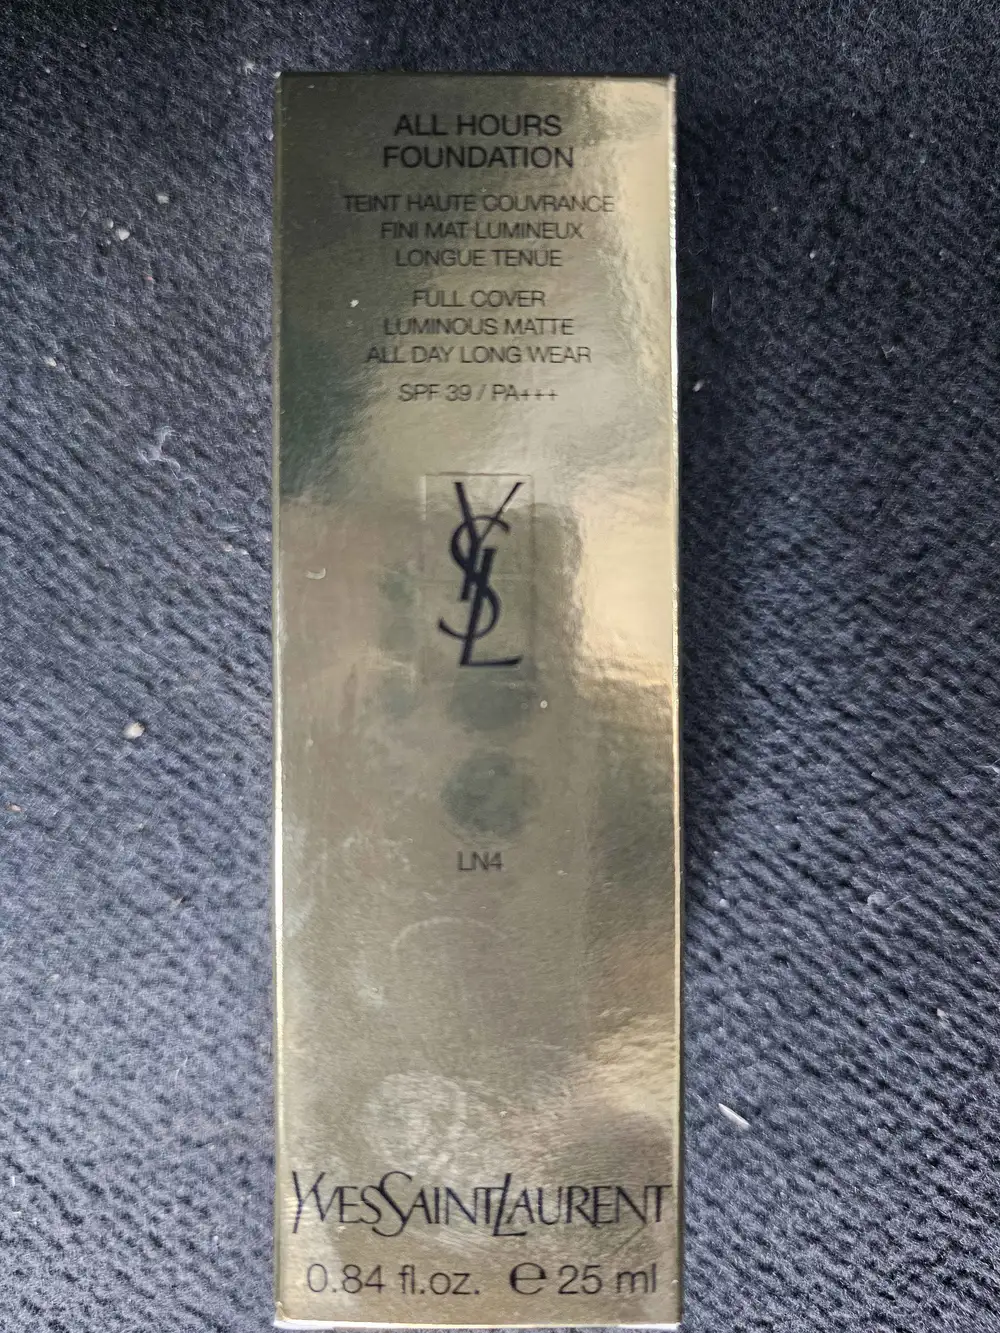 ALL HOURS
FOUNDATION
TEINT HAUTE COUVRANCE
FINI MAT LUMINEUX
LONGUE TENUE
FULL COVER
LUMINOUS MATTE
ALL DAY LONG WEAR
SPF 39 / PA+++
YSL
LN4
YVESSAINTLAURENT
0.84 fl.oz. ℮ 25 ml